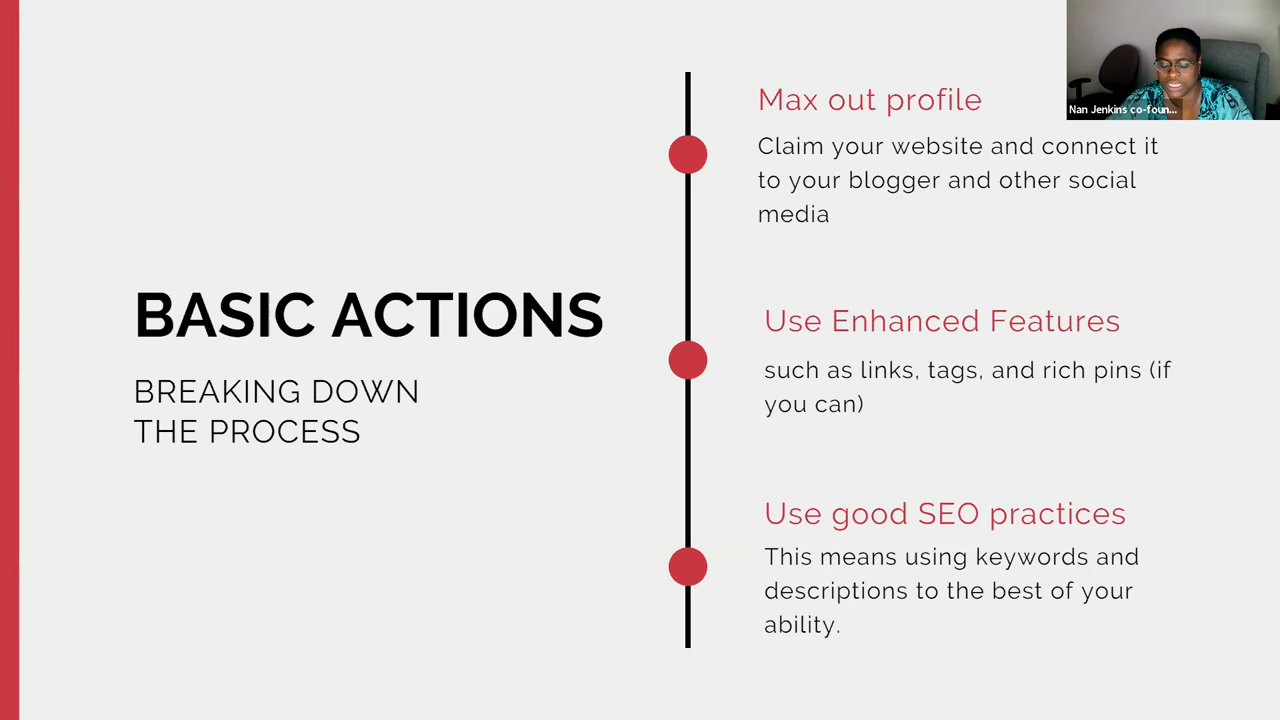 BASIC ACTIONS
BREAKING DOWN
THE PROCESS
Max out profile
Claim your website and connect it
to your blogger and other social
media
Use Enhanced Features
such as links, tags, and rich pins (if
you can)
Use good SEO practices
This means using keywords and
descriptions to the best of your
ability.
Nan Jenkins co-foun...